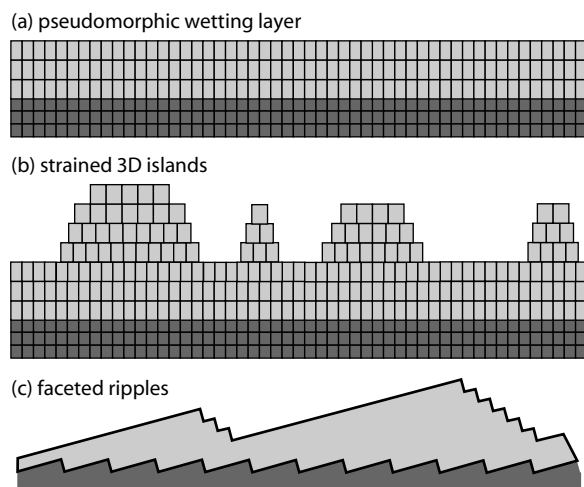 (a) pseudomorphic wetting layer
(b) strained 3D islands
(c) faceted ripples